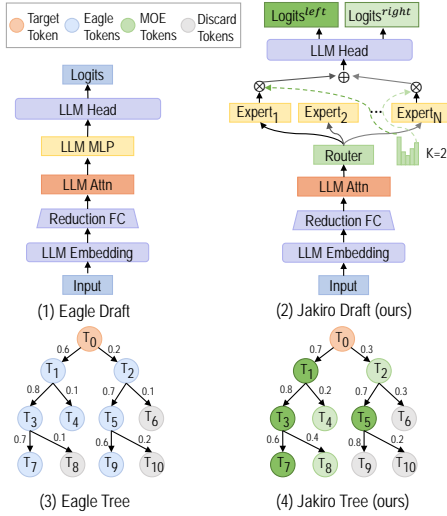 Target Token
Eagle Tokens
MOE Tokens
Discard Tokens
Logits
LLM Head
LLM MLP
LLM Attn
Reduction FC
LLM Embedding
Input
(1) Eagle Draft
Logits^left
Logits^right
LLM Head
Expert1
Expert2
...
ExpertN
Router
K=2
LLM Attn
Reduction FC
LLM Embedding
Input
(2) Jakiro Draft (ours)
T0
0.6 0.2
T1 T2
0.8 0.1 0.7 0.1
T3 T4 T5 T6
0.7 0.1 0.6 0.2
T7 T8 T9 T10
(3) Eagle Tree
T0
0.7 0.3
T1 T2
0.8 0.2 0.7 0.3
T3 T4 T5 T6
0.6 0.4 0.8 0.2
T7 T8 T9 T10
(4) Jakiro Tree (ours)